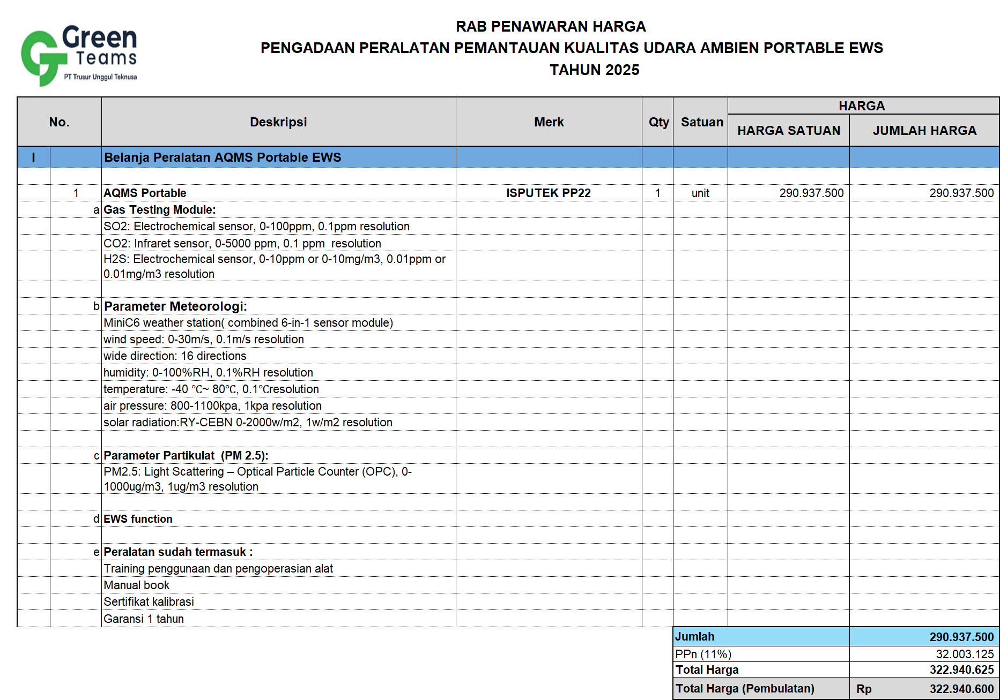 Green
Teams
PT Trusur Unggul Teknusa
RAB PENAWARAN HARGA
PENGADAAN PERALATAN PEMANTAUAN KUALITAS UDARA AMBIEN PORTABLE EWS
TAHUN 2025
No. Deskripsi Merk Qty Satuan HARGA
HARGA SATUAN JUMLAH HARGA
I Belanja Peralatan AQMS Portable EWS
1 AQMS Portable ISPUTEK PP22 1 unit 290.937.500 290.937.500
a Gas Testing Module:
SO2: Electrochemical sensor, 0-100ppm, 0.1ppm resolution
CO2: Infraret sensor, 0-5000 ppm, 0.1 ppm  resolution
H2S: Electrochemical sensor, 0-10ppm or 0-10mg/m3, 0.01ppm or
0.01mg/m3 resolution
b Parameter Meteorologi:
MiniC6 weather station( combined 6-in-1 sensor module)
wind speed: 0-30m/s, 0.1m/s resolution
wide direction: 16 directions
humidity: 0-100%RH, 0.1%RH resolution
temperature: -40 ℃~ 80℃, 0.1℃resolution
air pressure: 800-1100kpa, 1kpa resolution
solar radiation:RY-CEBN 0-2000w/m2, 1w/m2 resolution
c Parameter Partikulat  (PM 2.5):
PM2.5: Light Scattering – Optical Particle Counter (OPC), 0-
1000ug/m3, 1ug/m3 resolution
d EWS function
e Peralatan sudah termasuk :
Training penggunaan dan pengoperasian alat
Manual book
Sertifikat kalibrasi
Garansi 1 tahun
Jumlah 290.937.500
PPn (11%) 32.003.125
Total Harga 322.940.625
Total Harga (Pembulatan) Rp 322.940.600